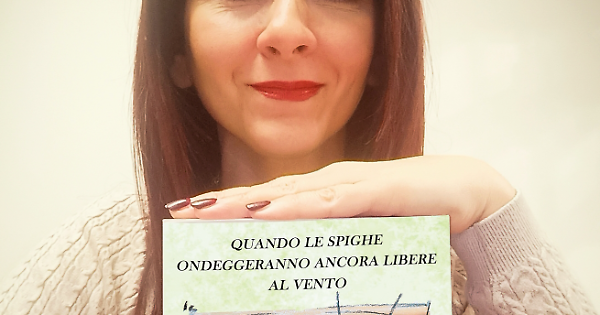 QUANDO LE SPIGHE
ONDEGGERANNO ANCORA LIBERE
AL VENTO